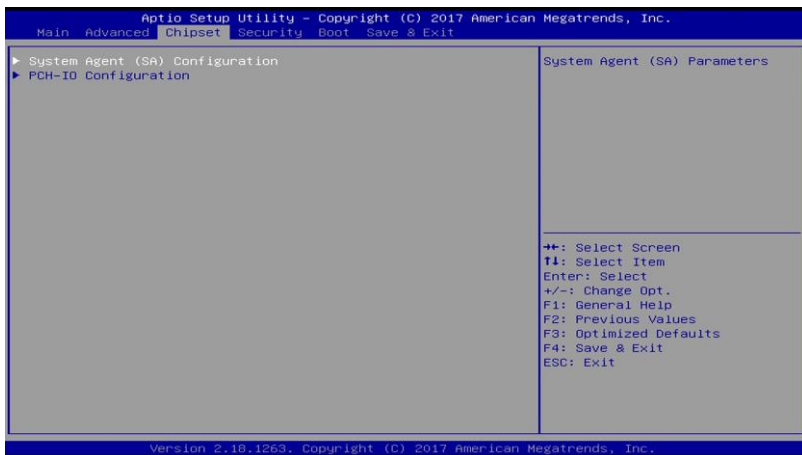 Aptio Setup Utility – Copyright (C) 2017 American Megatrends, Inc.
Main Advanced Chipset Security Boot Save & Exit
► System Agent (SA) Configuration
► PCH-IO Configuration
System Agent (SA) Parameters
→←: Select Screen
↑↓: Select Item
Enter: Select
+/-: Change Opt.
F1: General Help
F2: Previous Values
F3: Optimized Defaults
F4: Save & Exit
ESC: Exit
Version 2.18.1263. Copyright (C) 2017 American Megatrends, Inc.